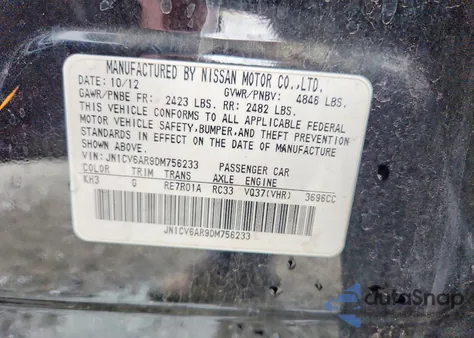 MANUFACTURED BY NISSAN MOTOR CO.,LTD.
DATE: 10/12 GVWR/PNBV: 4846 LBS.
GAWR/PNBE FR: 2423 LBS. RR: 2482 LBS.
THIS VEHICLE CONFORMS TO ALL APPLICABLE FEDERAL
MOTOR VEHICLE SAFETY, BUMPER, AND THEFT PREVENTION
STANDARDS IN EFFECT ON THE DATE OF MANUFACTURE
SHOWN ABOVE.
VIN: JN1CV6AR9DM756233 PASSENGER CAR
COLOR TRIM TRANS AXLE ENGINE
KH3 G RE7R01A RC33 VQ37(VHR) 3696CC
JN1CV6AR9DM756233
autoSnap